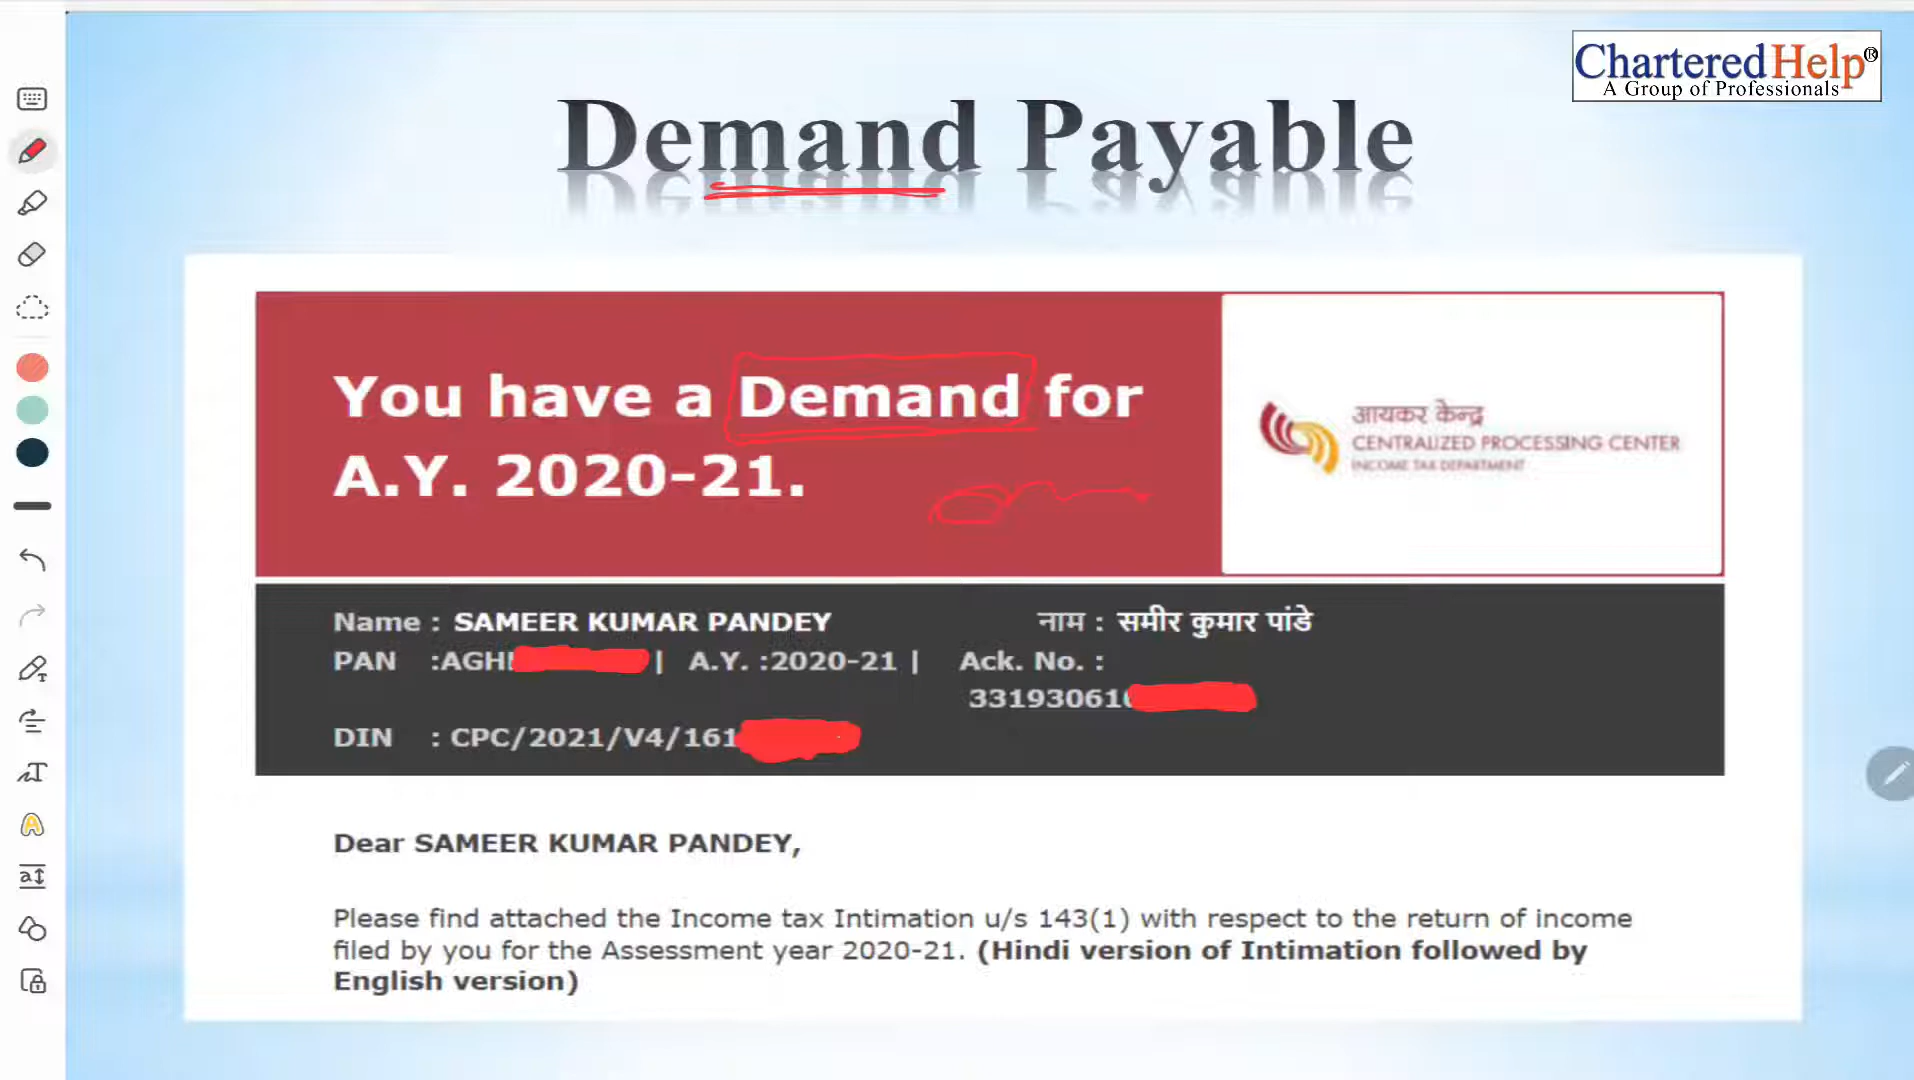 CharteredHelp®
A Group of Professionals
Demand Payable
You have a Demand for
A.Y. 2020-21.
आयकर केन्द्र
CENTRALIZED PROCESSING CENTER
INCOME TAX DEPARTMENT
Name : SAMEER KUMAR PANDEY नाम : समीर कुमार पांडे
PAN :AGH | A.Y. :2020-21 | Ack. No. :
33193061
DIN : CPC/2021/V4/161
Dear SAMEER KUMAR PANDEY,
Please find attached the Income tax Intimation u/s 143(1) with respect to the return of income
filed by you for the Assessment year 2020-21. (Hindi version of Intimation followed by
English version)